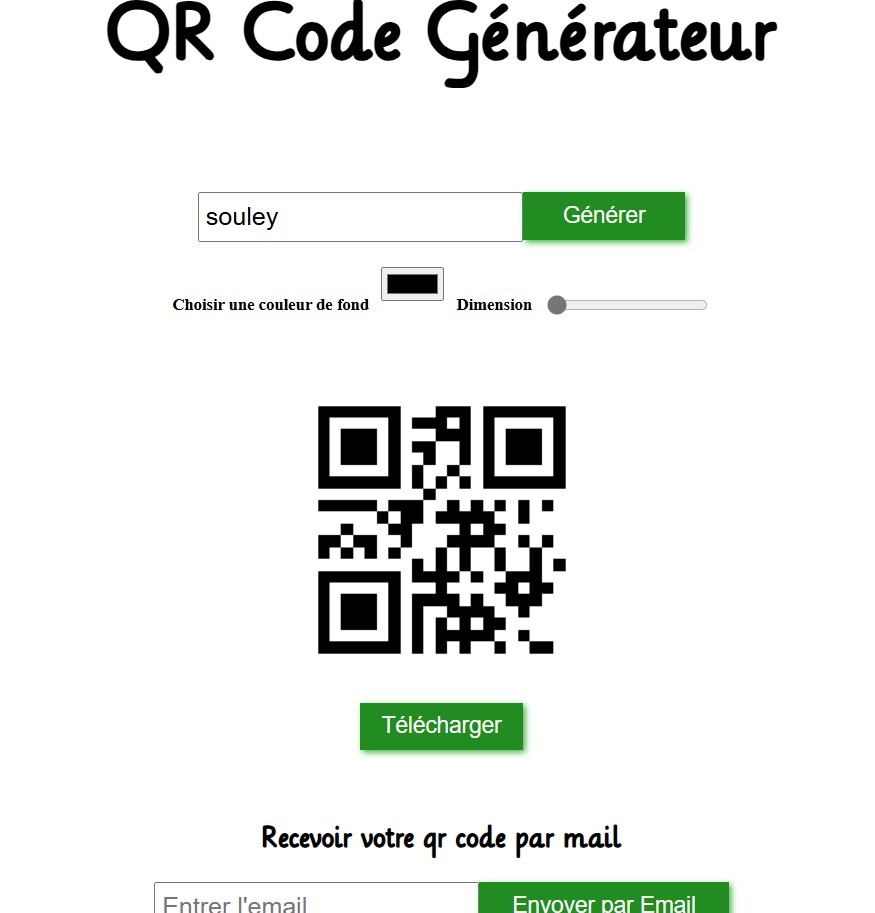 QR Code Générateur
souley
Générer
Choisir une couleur de fond
Dimension
Télécharger
Recevoir votre qr code par mail
Entrer l'email
Envoyer par Email